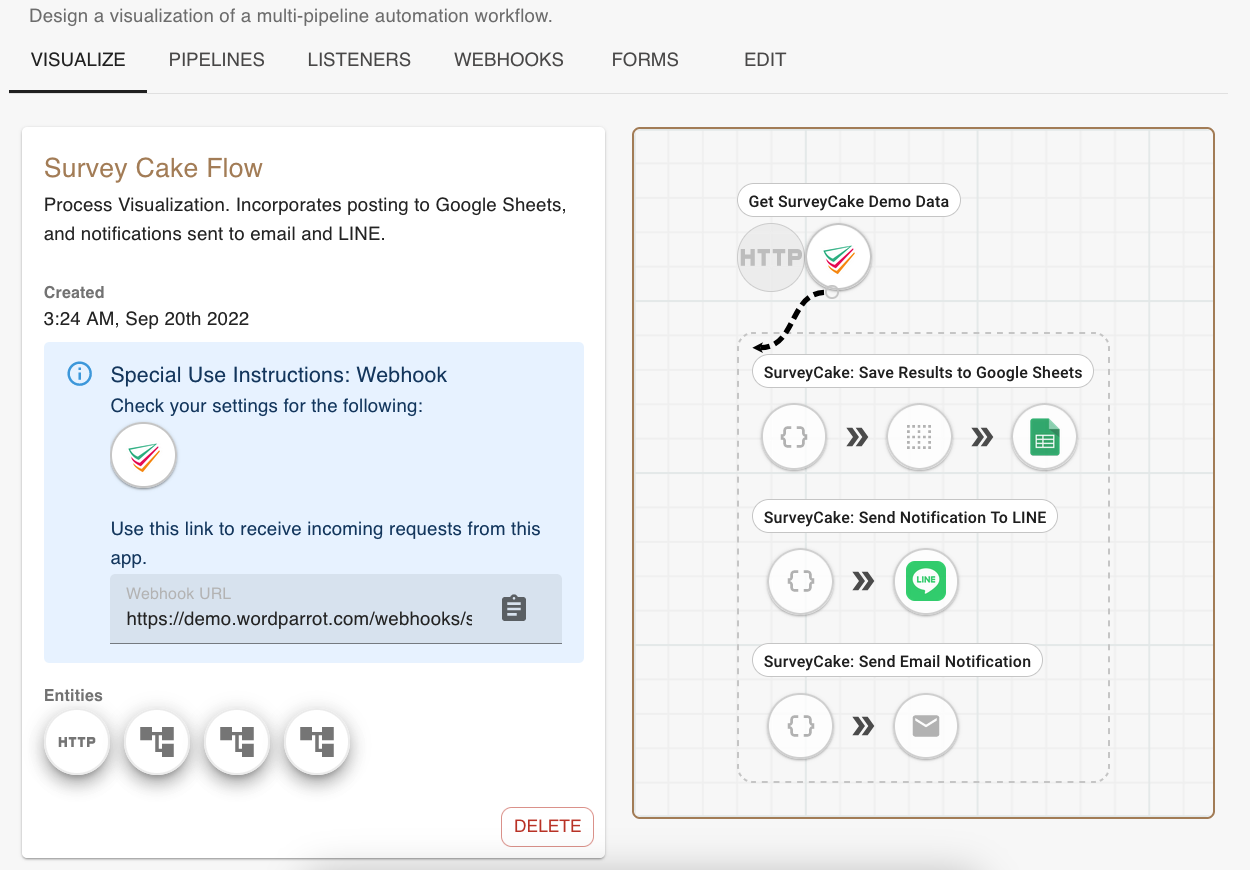 Design a visualization of a multi-pipeline automation workflow.
VISUALIZE PIPELINES LISTENERS WEBHOOKS FORMS EDIT
Survey Cake Flow
Process Visualization. Incorporates posting to Google Sheets,
and notifications sent to email and LINE.
Created
3:24 AM, Sep 20th 2022
Special Use Instructions: Webhook
Check your settings for the following:
Use this link to receive incoming requests from this
app.
Webhook URL
https://demo.wordparrot.com/webhooks/s
Entities
HTTP
DELETE
Get SurveyCake Demo Data
HTTP
SurveyCake: Save Results to Google Sheets
SurveyCake: Send Notification To LINE
LINE
SurveyCake: Send Email Notification